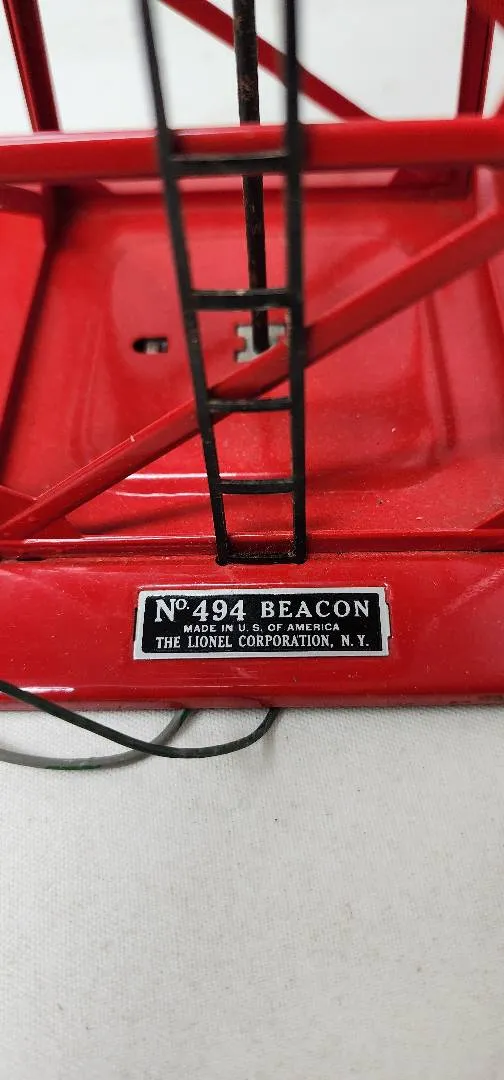 No. 494 BEACON
MADE IN U. S. OF AMERICA
THE LIONEL CORPORATION, N. Y.